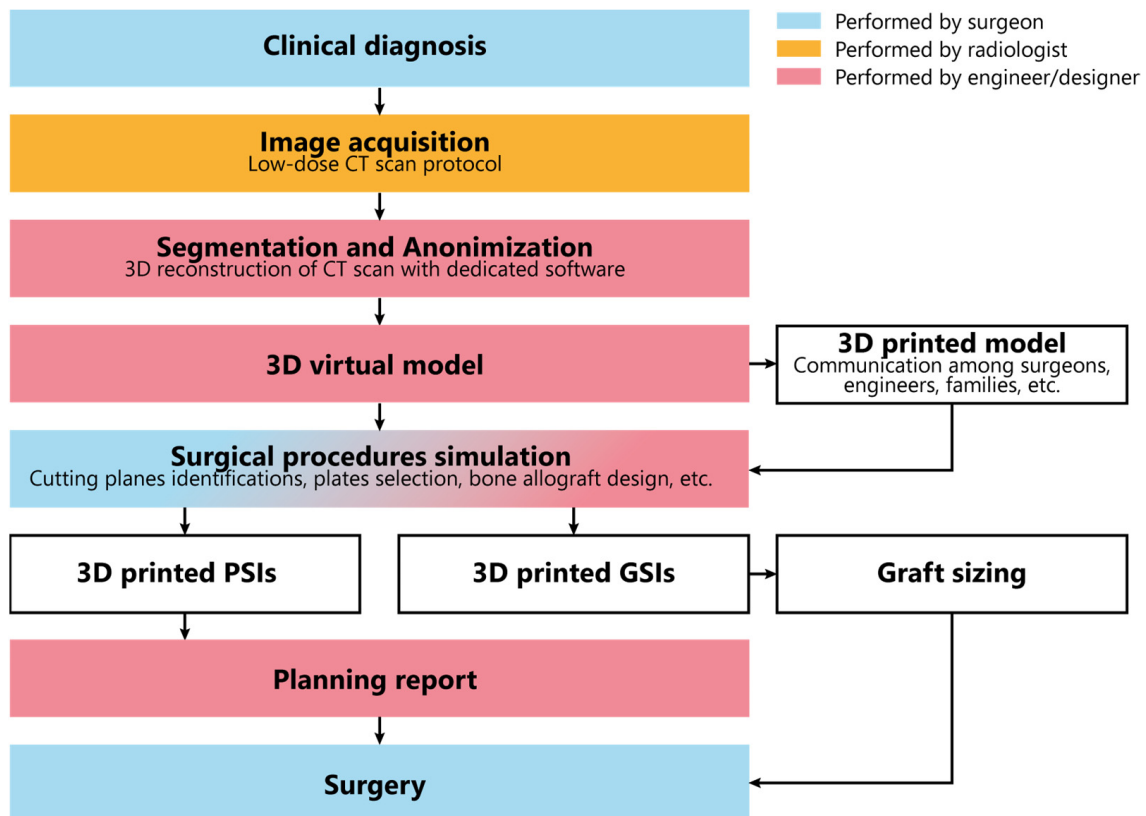 Clinical diagnosis
Performed by surgeon
Performed by radiologist
Performed by engineer/designer
Image acquisition
Low-dose CT scan protocol
Segmentation and Anonimization
3D reconstruction of CT scan with dedicated software
3D virtual model
3D printed model
Communication among surgeons,
engineers, families, etc.
Surgical procedures simulation
Cutting planes identifications, plates selection, bone allograft design, etc.
3D printed PSIs
3D printed GSIs
Graft sizing
Planning report
Surgery